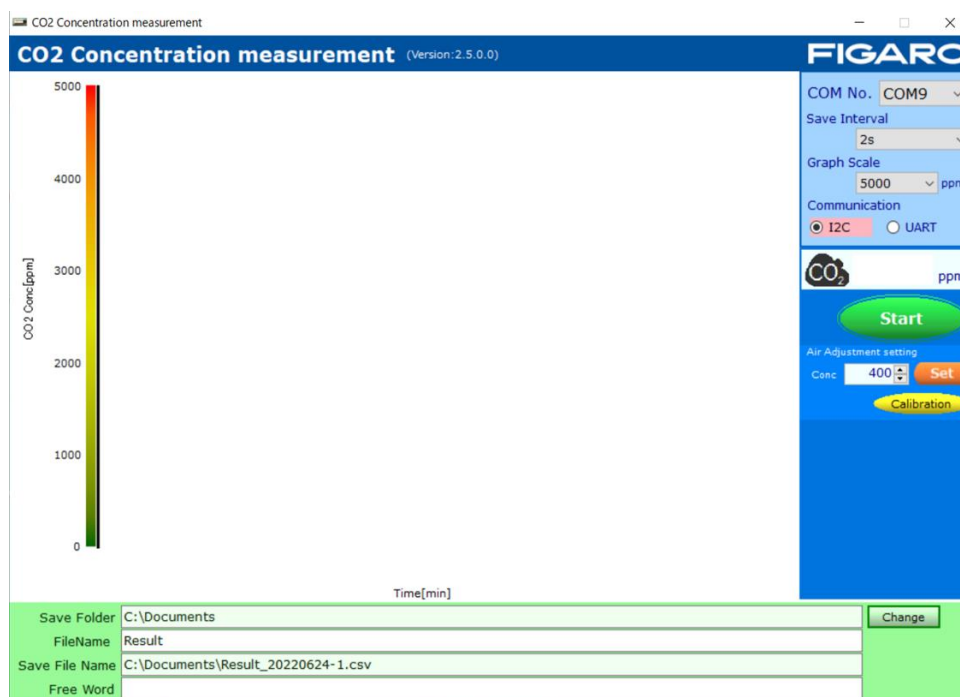 CO2 Concentration measurement
CO2 Concentration measurement (Version:2.5.0.0)
FIGARO
COM No. COM9
Save Interval
2s
Graph Scale
5000 ppm
Communication
I2C UART
CO2 ppm
Start
Air Adjustment setting
Conc 400 Set
Calibration
5000
4000
3000
2000
1000
0
CO2 Conc[ppm]
Time[min]
Save Folder C:\Documents Change
FileName Result
Save File Name C:\Documents\Result_20220624-1.csv
Free Word